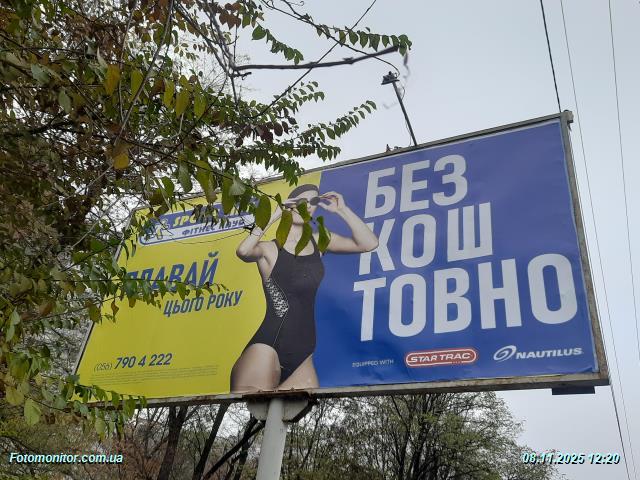 SPORT
ФІТНЕС КЛУБ
ПЛАВАЙ
ЦЬОГО РОКУ
(056) 790 4 222
БЕЗ
КОШ
ТОВНО
EQUIPPED WITH
STAR TRAC
NAUTILUS
Fotomonitor.com.ua
08.11.2025 12:20